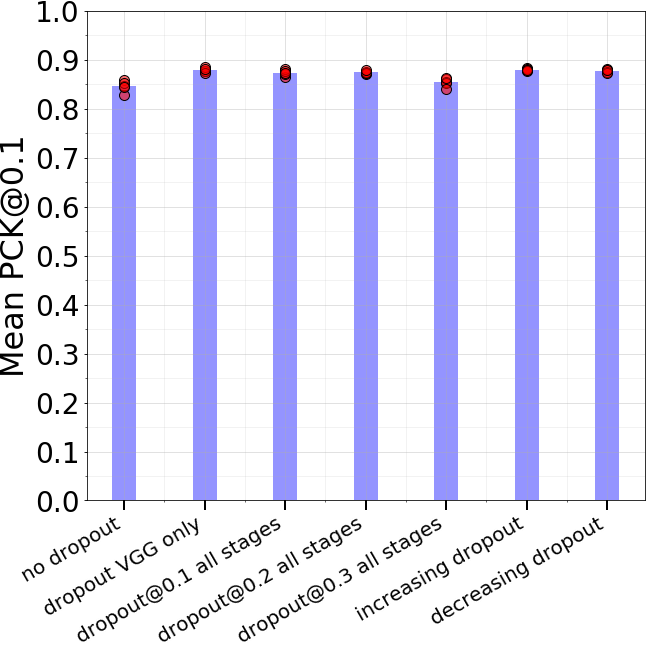 Mean PCK@0.1
1.0
0.9
0.8
0.7
0.6
0.5
0.4
0.3
0.2
0.1
0.0
no dropout
dropout VGG only
dropout@0.1 all stages
dropout@0.2 all stages
dropout@0.3 all stages
increasing dropout
decreasing dropout